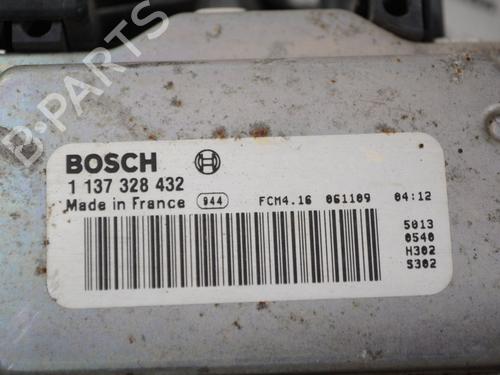 B-PARTS
BOSCH
1 137 328 432
Made in France 944 FCM4.16 061109 04:12
5013
0540
H302
S302